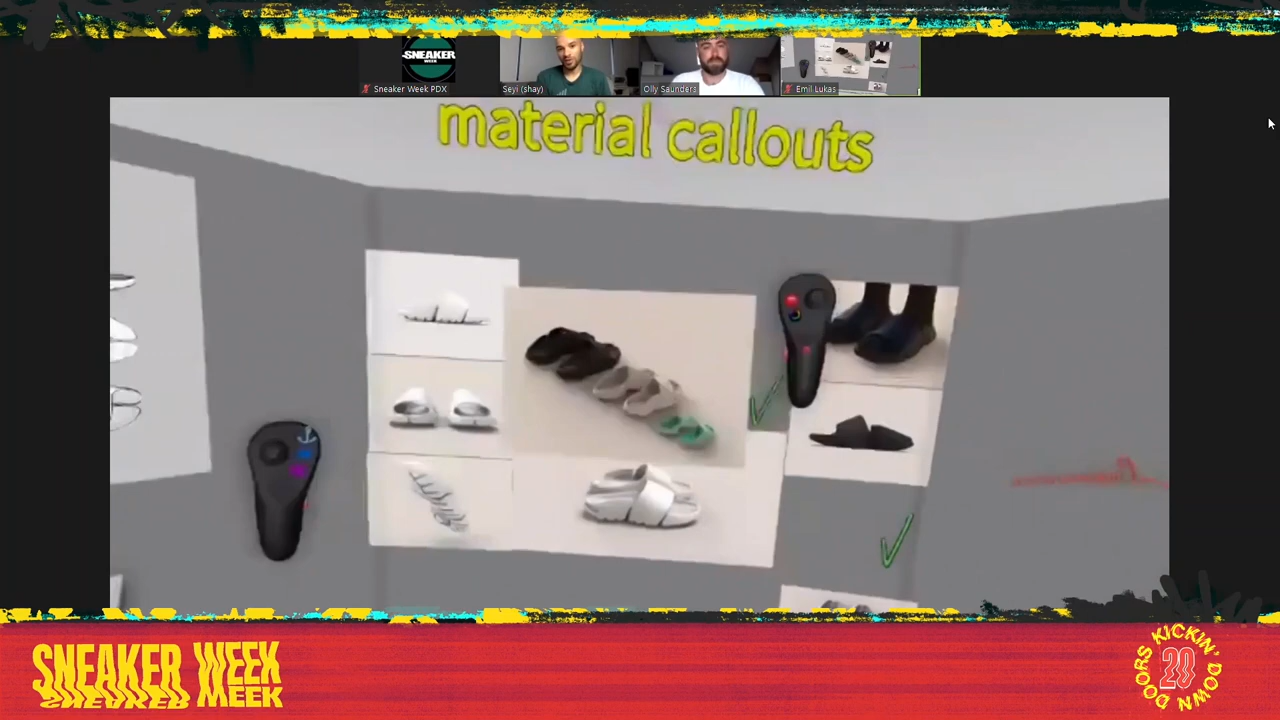 SNEAKER
WEEK
Sneaker Week PDX
Seyi (shay)
Olly Saunders
Emil Lukas
material callouts
SNEAKER WEEK
KICKIN' DOWN DOORS
20